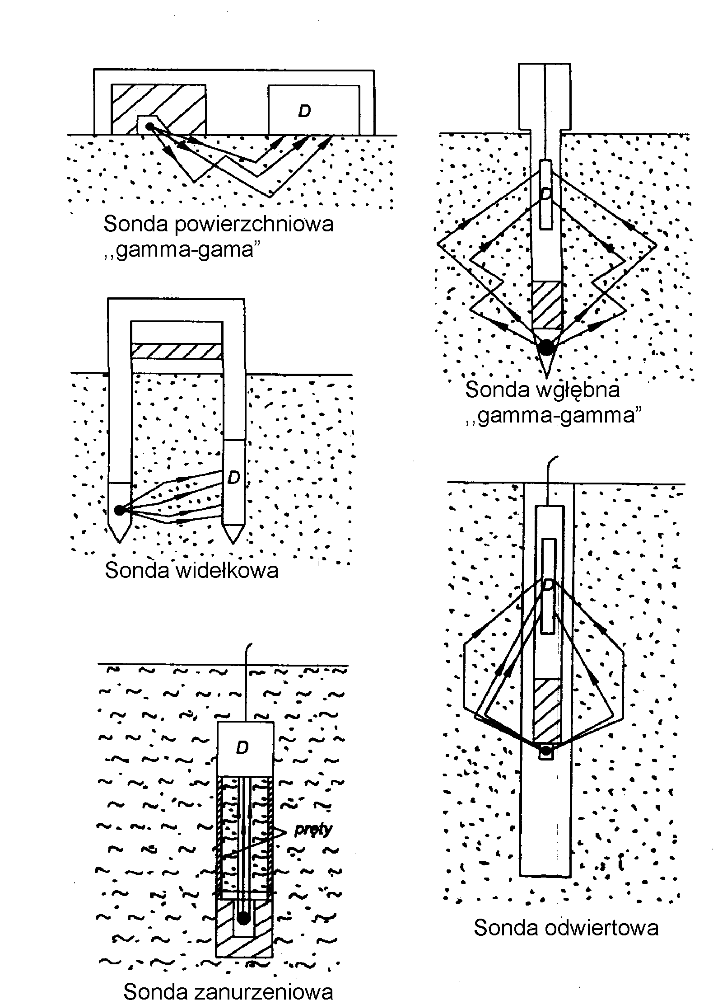 D
Sonda powierzchniowa
,,gamma-gama”
D
Sonda wgłębna
,,gamma-gamma”
D
Sonda widełkowa
D
Sonda odwiertowa
D
pręty
Sonda zanurzeniowa